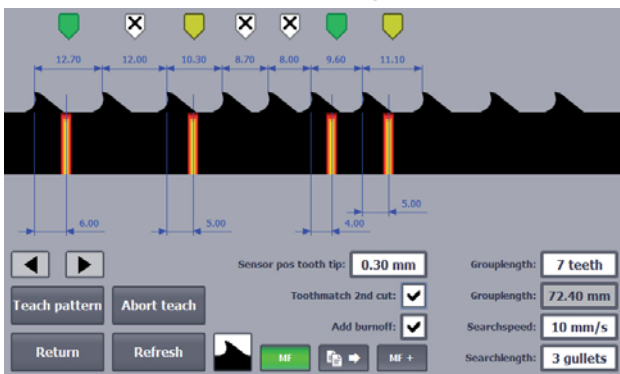 12.70 12.00 10.30 8.70 8.00 9.60 11.10
5.00
6.00 5.00 4.00
Sensor pos tooth tip: 0.30 mm Grouplength: 7 teeth
Teach pattern Abort teach Toothmatch 2nd cut: Grouplength: 72.40 mm
Add burnoff: Searchspeed: 10 mm/s
Return Refresh MF MF + Searchlength: 3 gullets